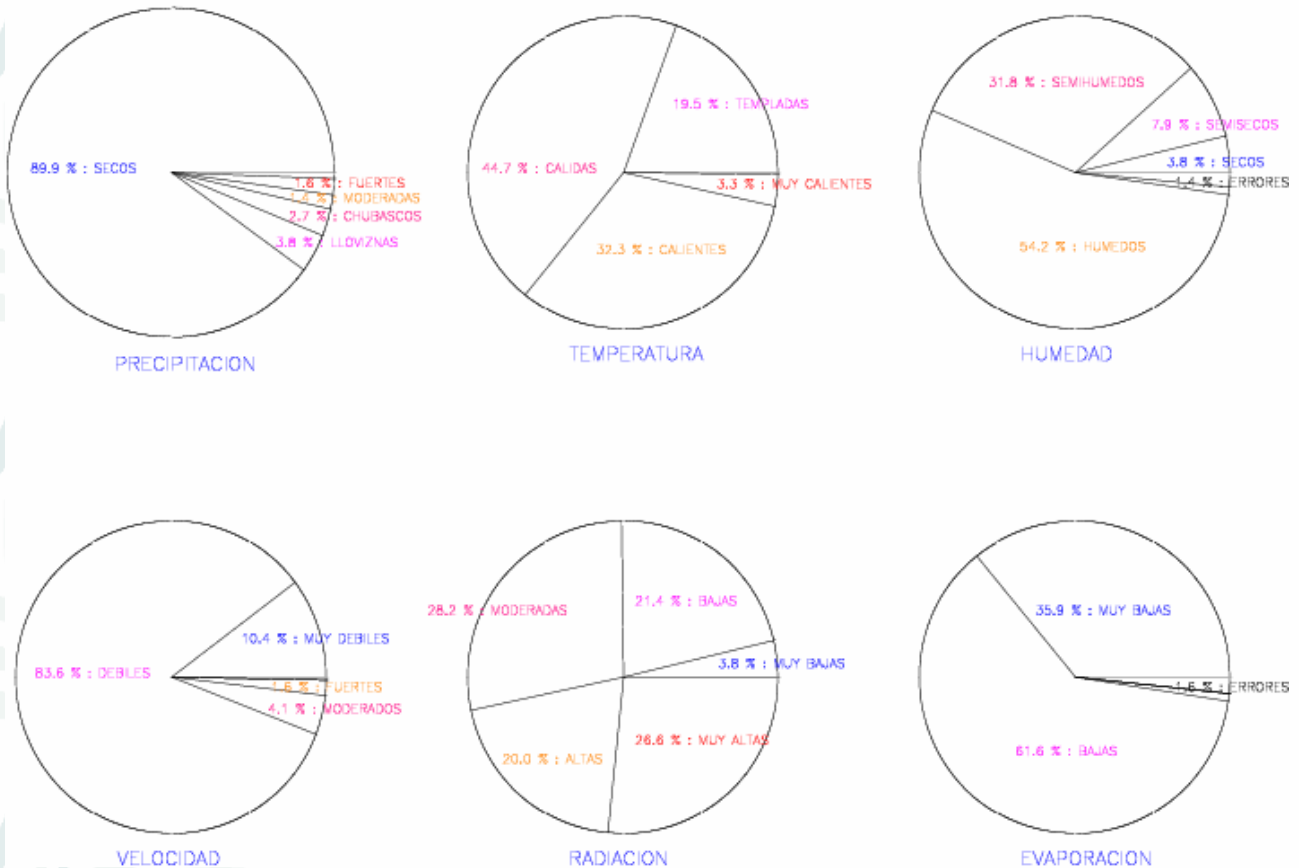 89.9 % : SECOS
1.6 % : FUERTES
1.4 % : MODERADAS
2.7 % : CHUBASCOS
3.8 % : LLOVIZNAS
PRECIPITACION
19.5 % : TEMPLADAS
44.7 % : CALIDAS
3.3 % : MUY CALIENTES
32.3 % : CALIENTES
TEMPERATURA
31.8 % : SEMIHUMEDOS
7.9 % : SEMISECOS
3.8 % : SECOS
1.4 % : ERRORES
54.2 % : HUMEDOS
HUMEDAD
10.4 % : MUY DEBILES
83.6 % : DEBILES
1.6 % : FUERTES
4.1 % : MODERADOS
VELOCIDAD
21.4 % : BAJAS
28.2 % : MODERADAS
3.8 % : MUY BAJAS
26.6 % : MUY ALTAS
20.0 % : ALTAS
RADIACION
35.9 % : MUY BAJAS
1.6 % : ERRORES
61.6 % : BAJAS
EVAPORACION